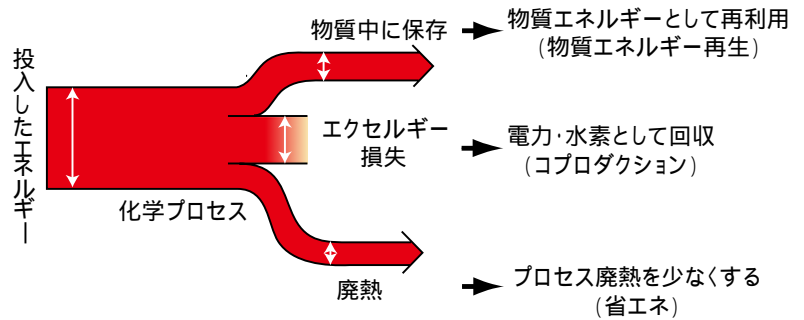 投入したエネルギー
化学プロセス
物質中に保存
物質エネルギーとして再利用
(物質エネルギー再生)
エクセルギー
損失
電力・水素として回収
(コプロダクション)
廃熱
プロセス廃熱を少なくする
(省エネ)